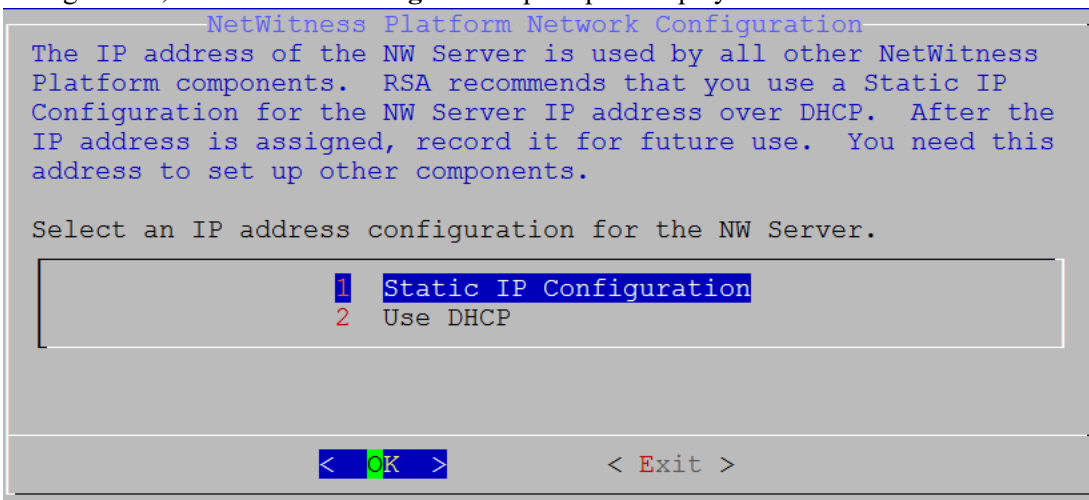 NetWitness Platform Network Configuration
The IP address of the NW Server is used by all other NetWitness
Platform components.  RSA recommends that you use a Static IP
Configuration for the NW Server IP address over DHCP.  After the
IP address is assigned, record it for future use.  You need this
address to set up other components.
Select an IP address configuration for the NW Server.
1 Static IP Configuration
2 Use DHCP
<  OK  > < Exit >